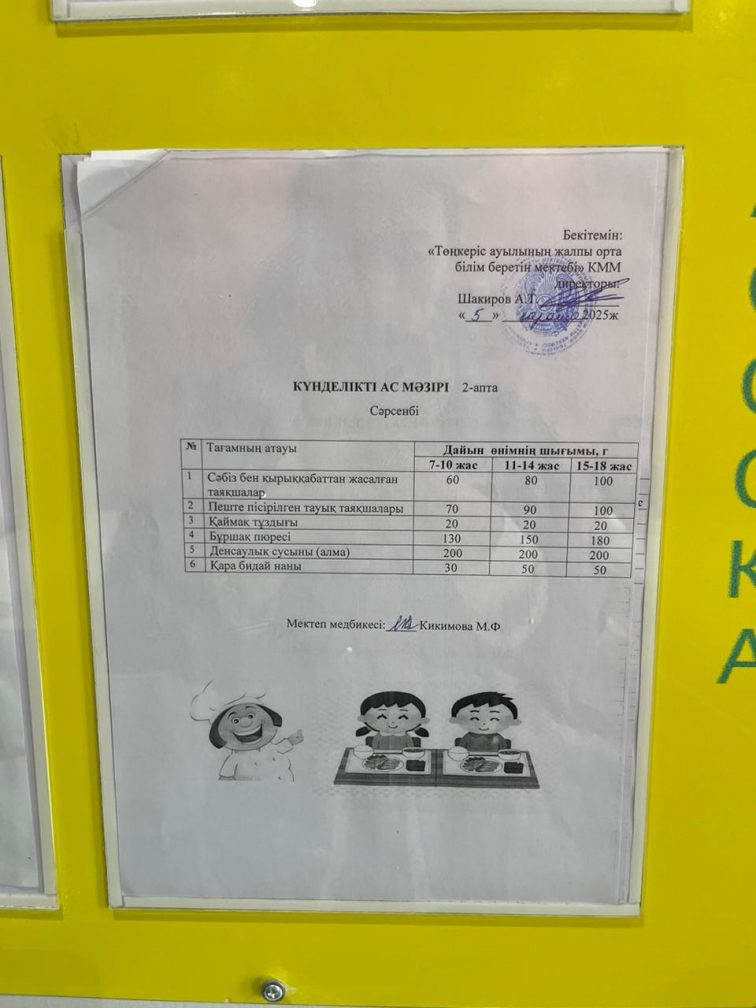 Бекітемін:
«Төңкеріс ауылының жалпы орта
білім беретін мектебі» КММ
директоры:
Шакиров А.Т.
« 5 » 2025ж
КҮНДЕЛІКТІ АС МӘЗІРІ 2-апта
Сәрсенбі
№ Тағамның атауы Дайын өнімнің шығымы, г
7-10 жас 11-14 жас 15-18 жас
1 Сәбіз бен қырыққабаттан жасалған 60 80 100
таяқшалар
2 Пеште пісірілген тауық таяқшалары 70 90 100
3 Қаймақ тұздығы 20 20 20
4 Бұршақ пюресі 130 150 180
5 Денсаулық сусыны (алма) 200 200 200
6 Қара бидай наны 30 50 50
Мектеп медбикесі: Кикимова М.Ф